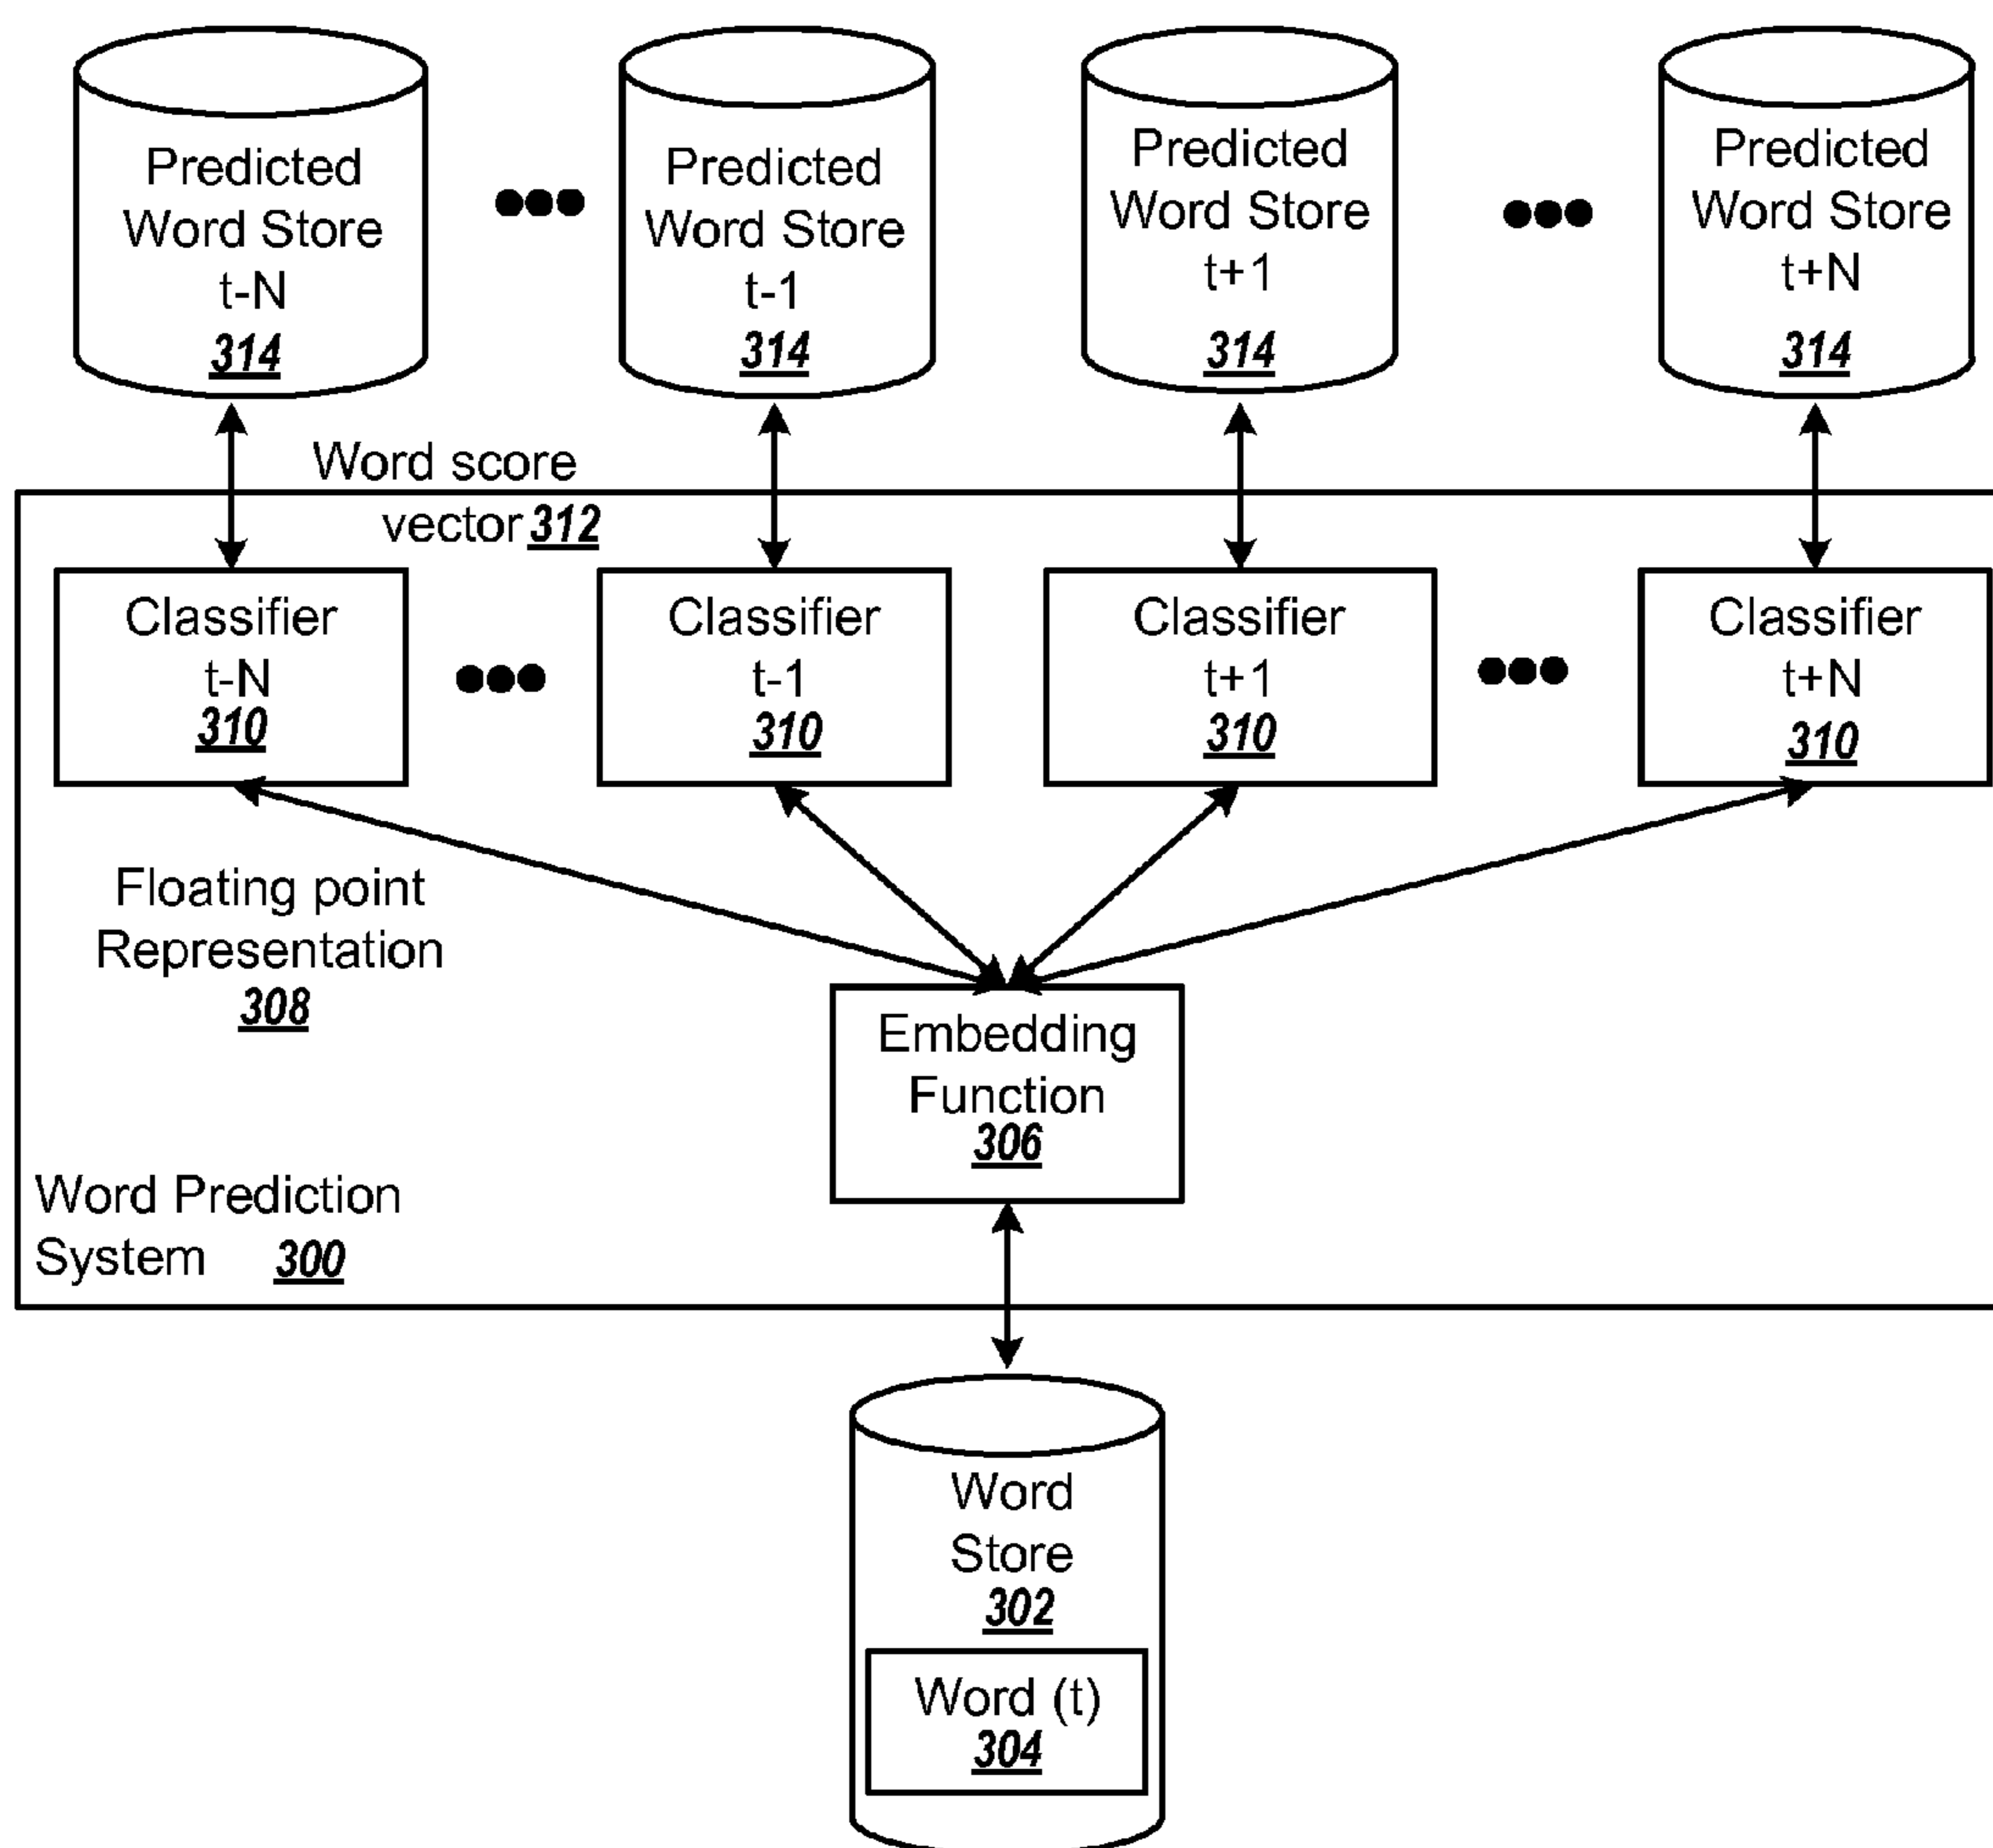 Predicted
Word Store
t-N
314
Predicted
Word Store
t-1
314
Predicted
Word Store
t+1
314
Predicted
Word Store
t+N
314
Word score
vector 312
Classifier
t-N
310
Classifier
t-1
310
Classifier
t+1
310
Classifier
t+N
310
Floating point
Representation
308
Embedding
Function
306
Word Prediction
System 300
Word
Store
302
Word (t)
304